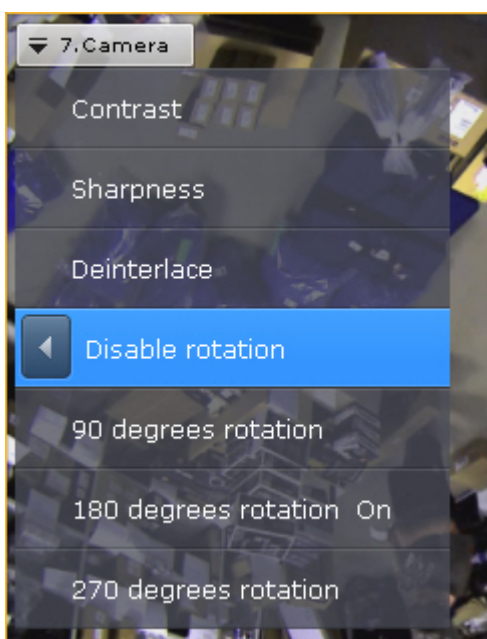 7.Camera
Contrast
Sharpness
Deinterlace
Disable rotation
90 degrees rotation
180 degrees rotation On
270 degrees rotation